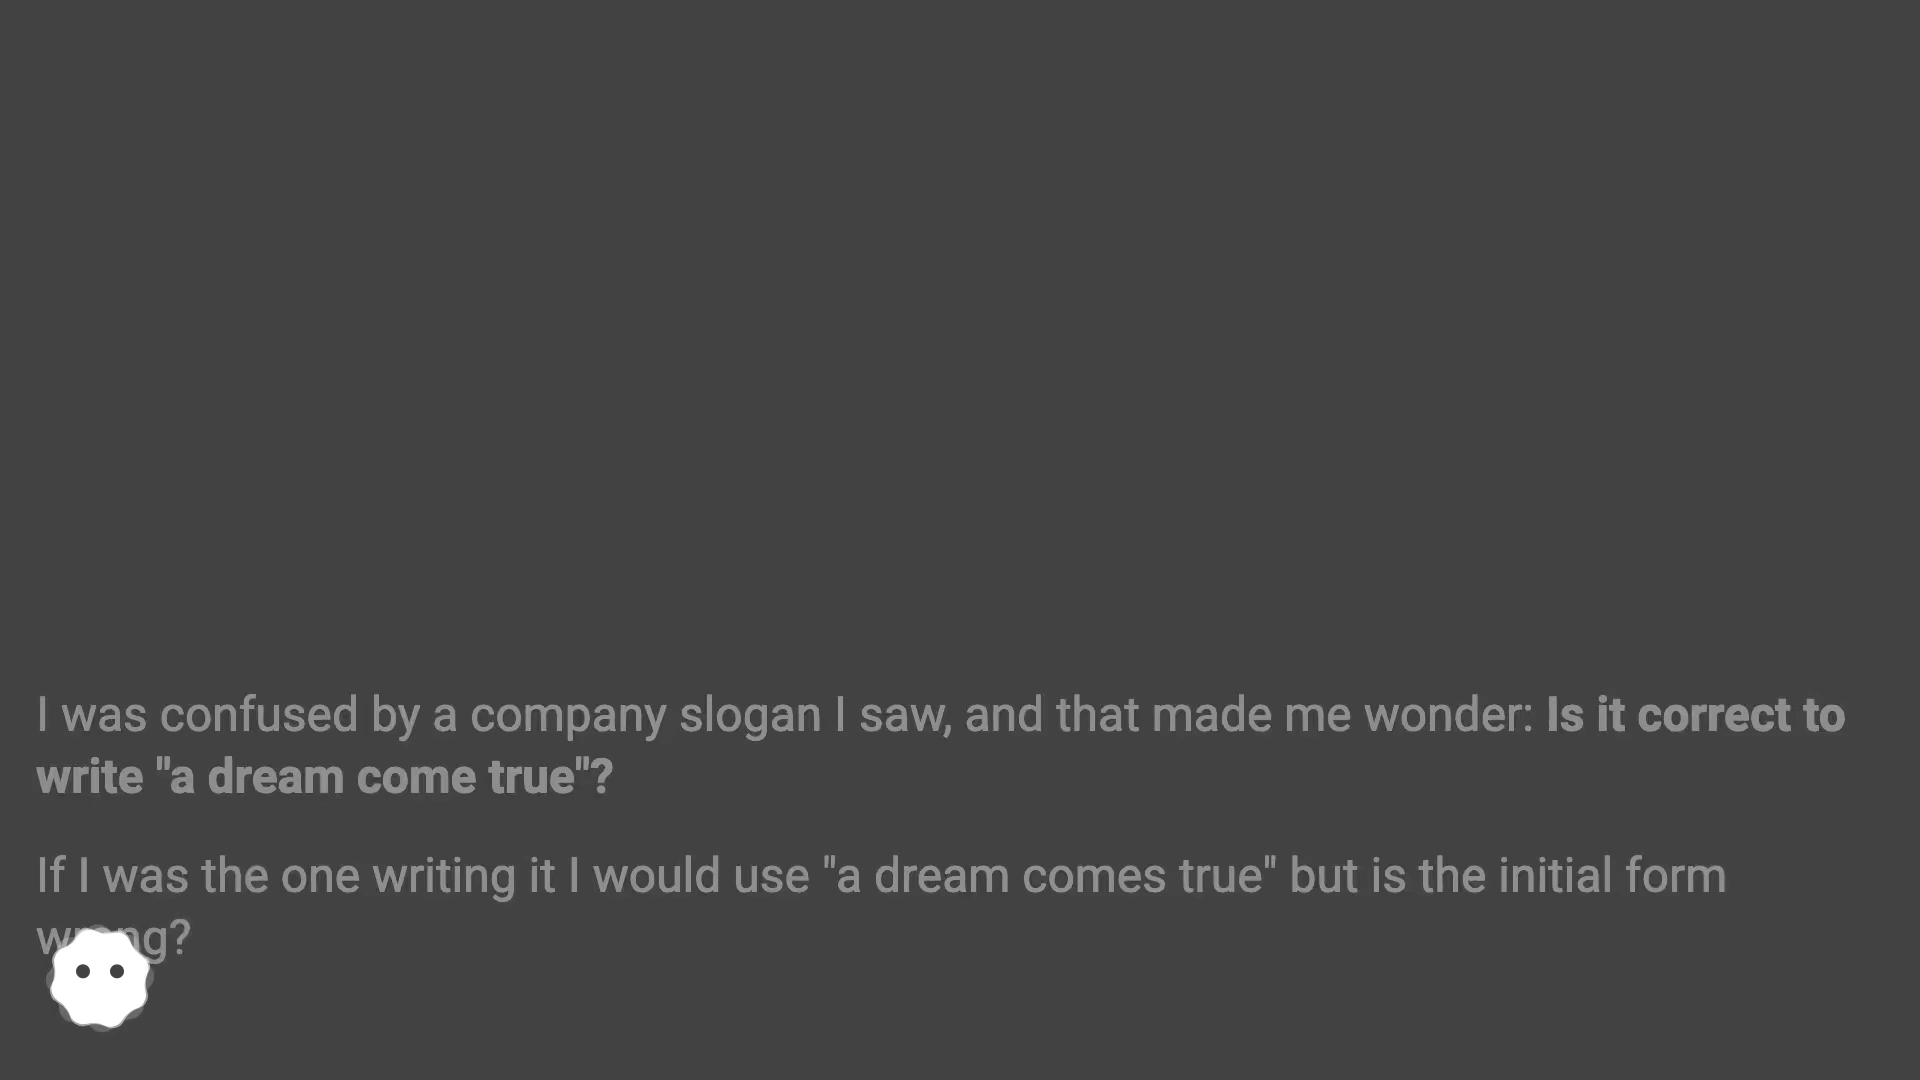 I was confused by a company slogan I saw, and that made me wonder: Is it correct to
write "a dream come true"?
If I was the one writing it I would use "a dream comes true" but is the initial form
wrong?